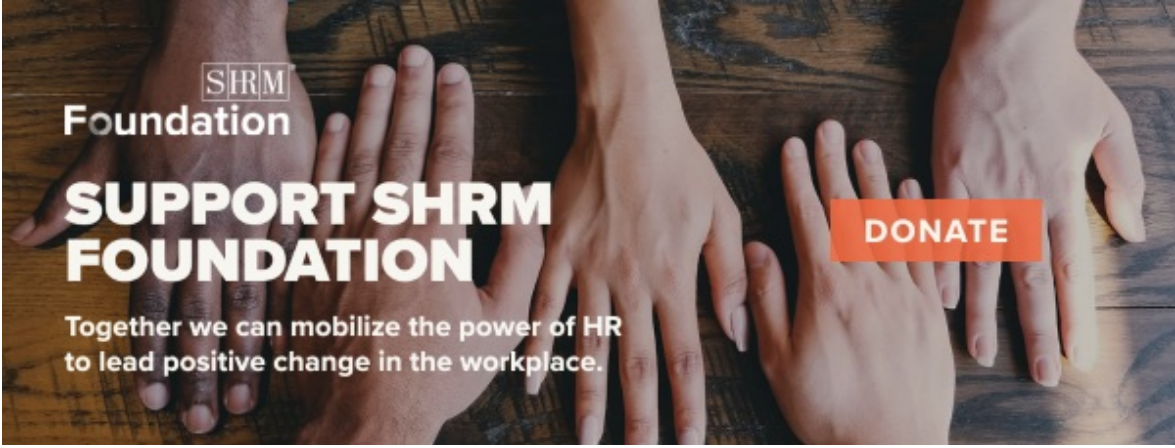 SHRM
Foundation
SUPPORT SHRM
FOUNDATION
Together we can mobilize the power of HR
to lead positive change in the workplace.
DONATE